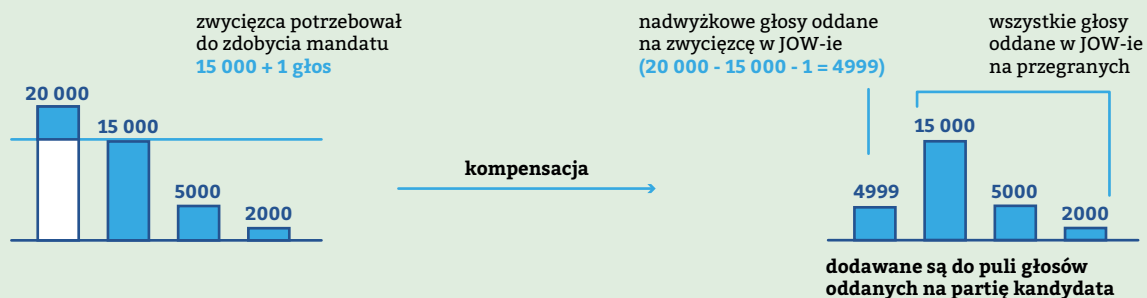 zwycięzca potrzebował
do zdobycia mandatu
15 000 + 1 głos
20 000
15 000
5000
2000
kompensacja
nadwyżkowe głosy oddane
na zwycięzcę w JOW-ie
(20 000 - 15 000 - 1 = 4999)
wszystkie głosy
oddane w JOW-ie
na przegranych
4999
15 000
5000
2000
dodawane są do puli głosów
oddanych na partię kandydata